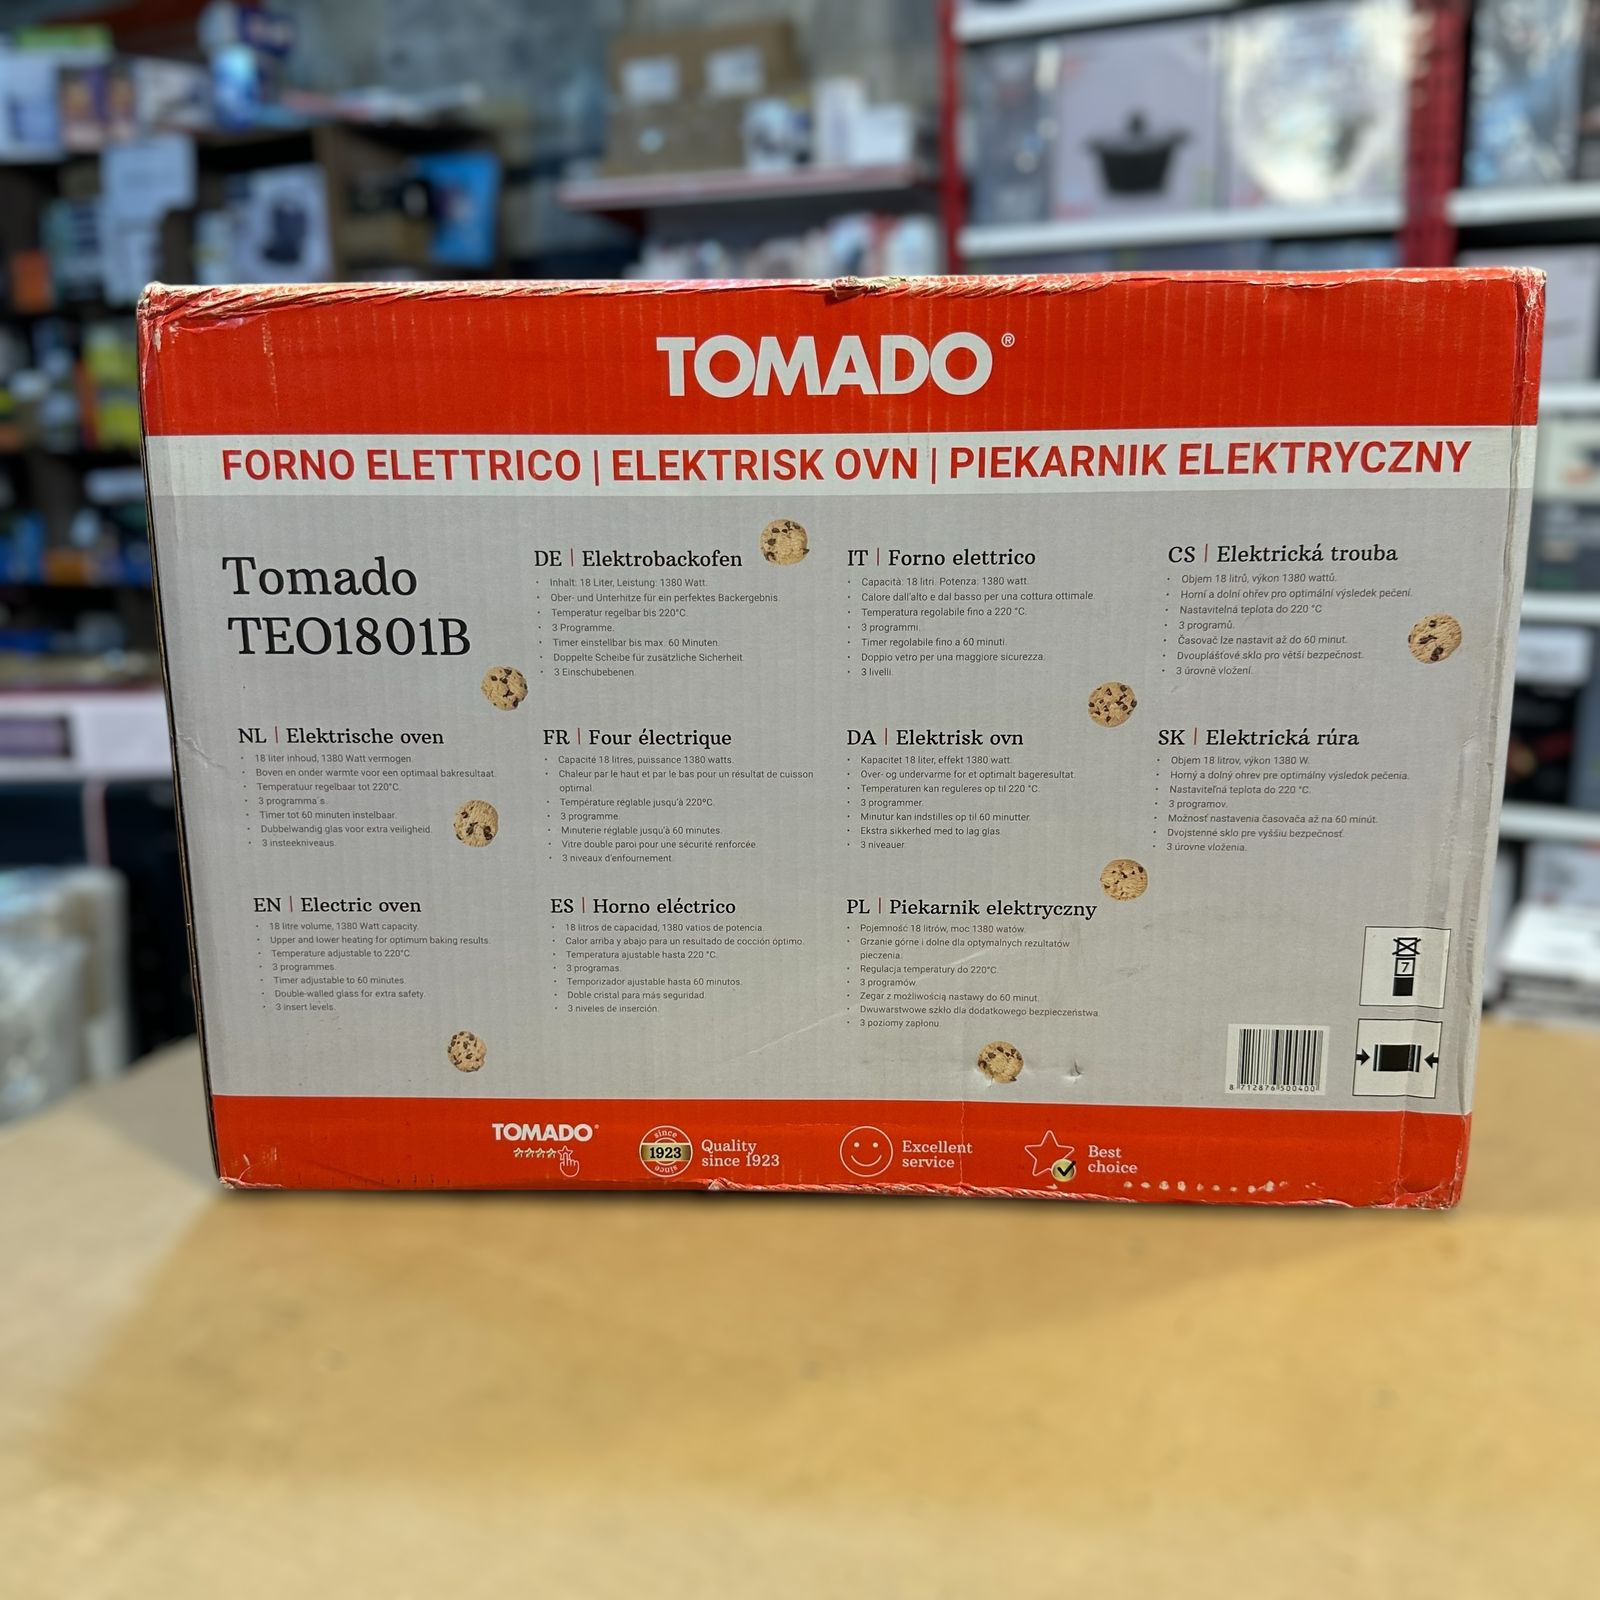 TOMADO®
FORNO ELETTRICO | ELEKTRISK OVN | PIEKARNIK ELEKTRYCZNY
Tomado
TEO1801B
DE | Elektrobackofen
• Inhalt: 18 Liter, Leistung: 1380 Watt.
• Ober- und Unterhitze für ein perfektes Backergebnis.
• Temperatur regelbar bis 220°C.
• 3 Programme.
• Timer einstellbar bis max. 60 Minuten.
• Doppelte Scheibe für zusätzliche Sicherheit.
• 3 Einschubebenen.
IT | Forno elettrico
• Capacità: 18 litri. Potenza: 1380 watt.
• Calore dall'alto e dal basso per una cottura ottimale.
• Temperatura regolabile fino a 220 °C.
• 3 programmi.
• Timer regolabile fino a 60 minuti.
• Doppio vetro per una maggiore sicurezza.
• 3 livelli.
CS | Elektrická trouba
• Objem 18 litrů, výkon 1380 wattů.
• Horní a dolní ohřev pro optimální výsledek pečení.
• Nastavitelná teplota do 220 °C
• 3 programů.
• Časovač lze nastavit až do 60 minut.
• Dvouplášťové sklo pro větší bezpečnost.
• 3 úrovně vložení.
NL | Elektrische oven
• 18 liter inhoud, 1380 Watt vermogen.
• Boven en onder warmte voor een optimaal bakresultaat.
• Temperatuur regelbaar tot 220°C.
• 3 programma's.
• Timer tot 60 minuten instelbaar.
• Dubbelwandig glas voor extra veiligheid.
• 3 insteekniveaus.
FR | Four électrique
• Capacité 18 litres, puissance 1380 watts.
• Chaleur par le haut et par le bas pour un résultat de cuisson
optimal.
• Température réglable jusqu'à 220ºC.
• 3 programme.
• Minuterie réglable jusqu'à 60 minutes.
• Vitre double paroi pour une sécurité renforcée.
• 3 niveaux d'enfournement.
DA | Elektrisk ovn
• Kapacitet 18 liter, effekt 1380 watt.
• Over- og undervarme for et optimalt bageresultat.
• Temperaturen kan reguleres op til 220 °C.
• 3 programmer.
• Minutur kan indstilles op til 60 minutter.
• Ekstra sikkerhed med to lag glas.
• 3 niveauer.
SK | Elektrická rúra
• Objem 18 litrov, výkon 1380 W.
• Horný a dolný ohrev pre optimálny výsledok pečenia.
• Nastaviteľná teplota do 220 °C.
• 3 programov.
• Možnosť nastavenia časovača až na 60 minút.
• Dvojstenné sklo pre vyššiu bezpečnosť.
• 3 úrovne vloženia.
EN | Electric oven
• 18 litre volume, 1380 Watt capacity.
• Upper and lower heating for optimum baking results.
• Temperature adjustable to 220°C.
• 3 programmes.
• Timer adjustable to 60 minutes.
• Double-walled glass for extra safety.
• 3 insert levels.
ES | Horno eléctrico
• 18 litros de capacidad, 1380 vatios de potencia.
• Calor arriba y abajo para un resultado de cocción óptimo.
• Temperatura ajustable hasta 220 °C.
• 3 programas.
• Temporizador ajustable hasta 60 minutos.
• Doble cristal para más seguridad.
• 3 niveles de inserción.
PL | Piekarnik elektryczny
• Pojemność 18 litrów, moc 1380 watów.
• Grzanie górne i dolne dla optymalnych rezultatów
pieczenia.
• Regulacja temperatury do 220°C.
• 3 programów.
• Zegar z możliwością nastawy do 60 minut.
• Dwuwarstwowe szkło dla dodatkowego bezpieczeństwa.
• 3 poziomy zapłonu.
7
8 712876 500400
TOMADO®
since
1923
since
Quality
since 1923
Excellent
service
Best
choice